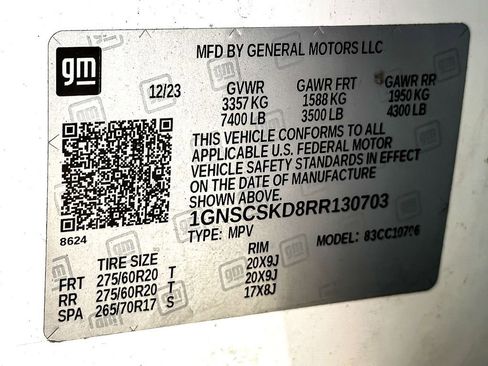 gm
MFD BY GENERAL MOTORS LLC
12/23 GVWR GAWR FRT GAWR RR
3357 KG 1588 KG 1950 KG
7400 LB 3500 LB 4300 LB
THIS VEHICLE CONFORMS TO ALL
APPLICABLE U.S. FEDERAL MOTOR
VEHICLE SAFETY STANDARDS IN EFFECT
ON THE DATE OF MANUFACTURE
SHOWN ABOVE.
8624
1GNSCSKD8RR130703
TYPE: MPV MODEL: 83CC10706
TIRE SIZE RIM
FRT 275/60R20 T 20X9J
RR 275/60R20 T 20X9J
SPA 265/70R17 S 17X8J